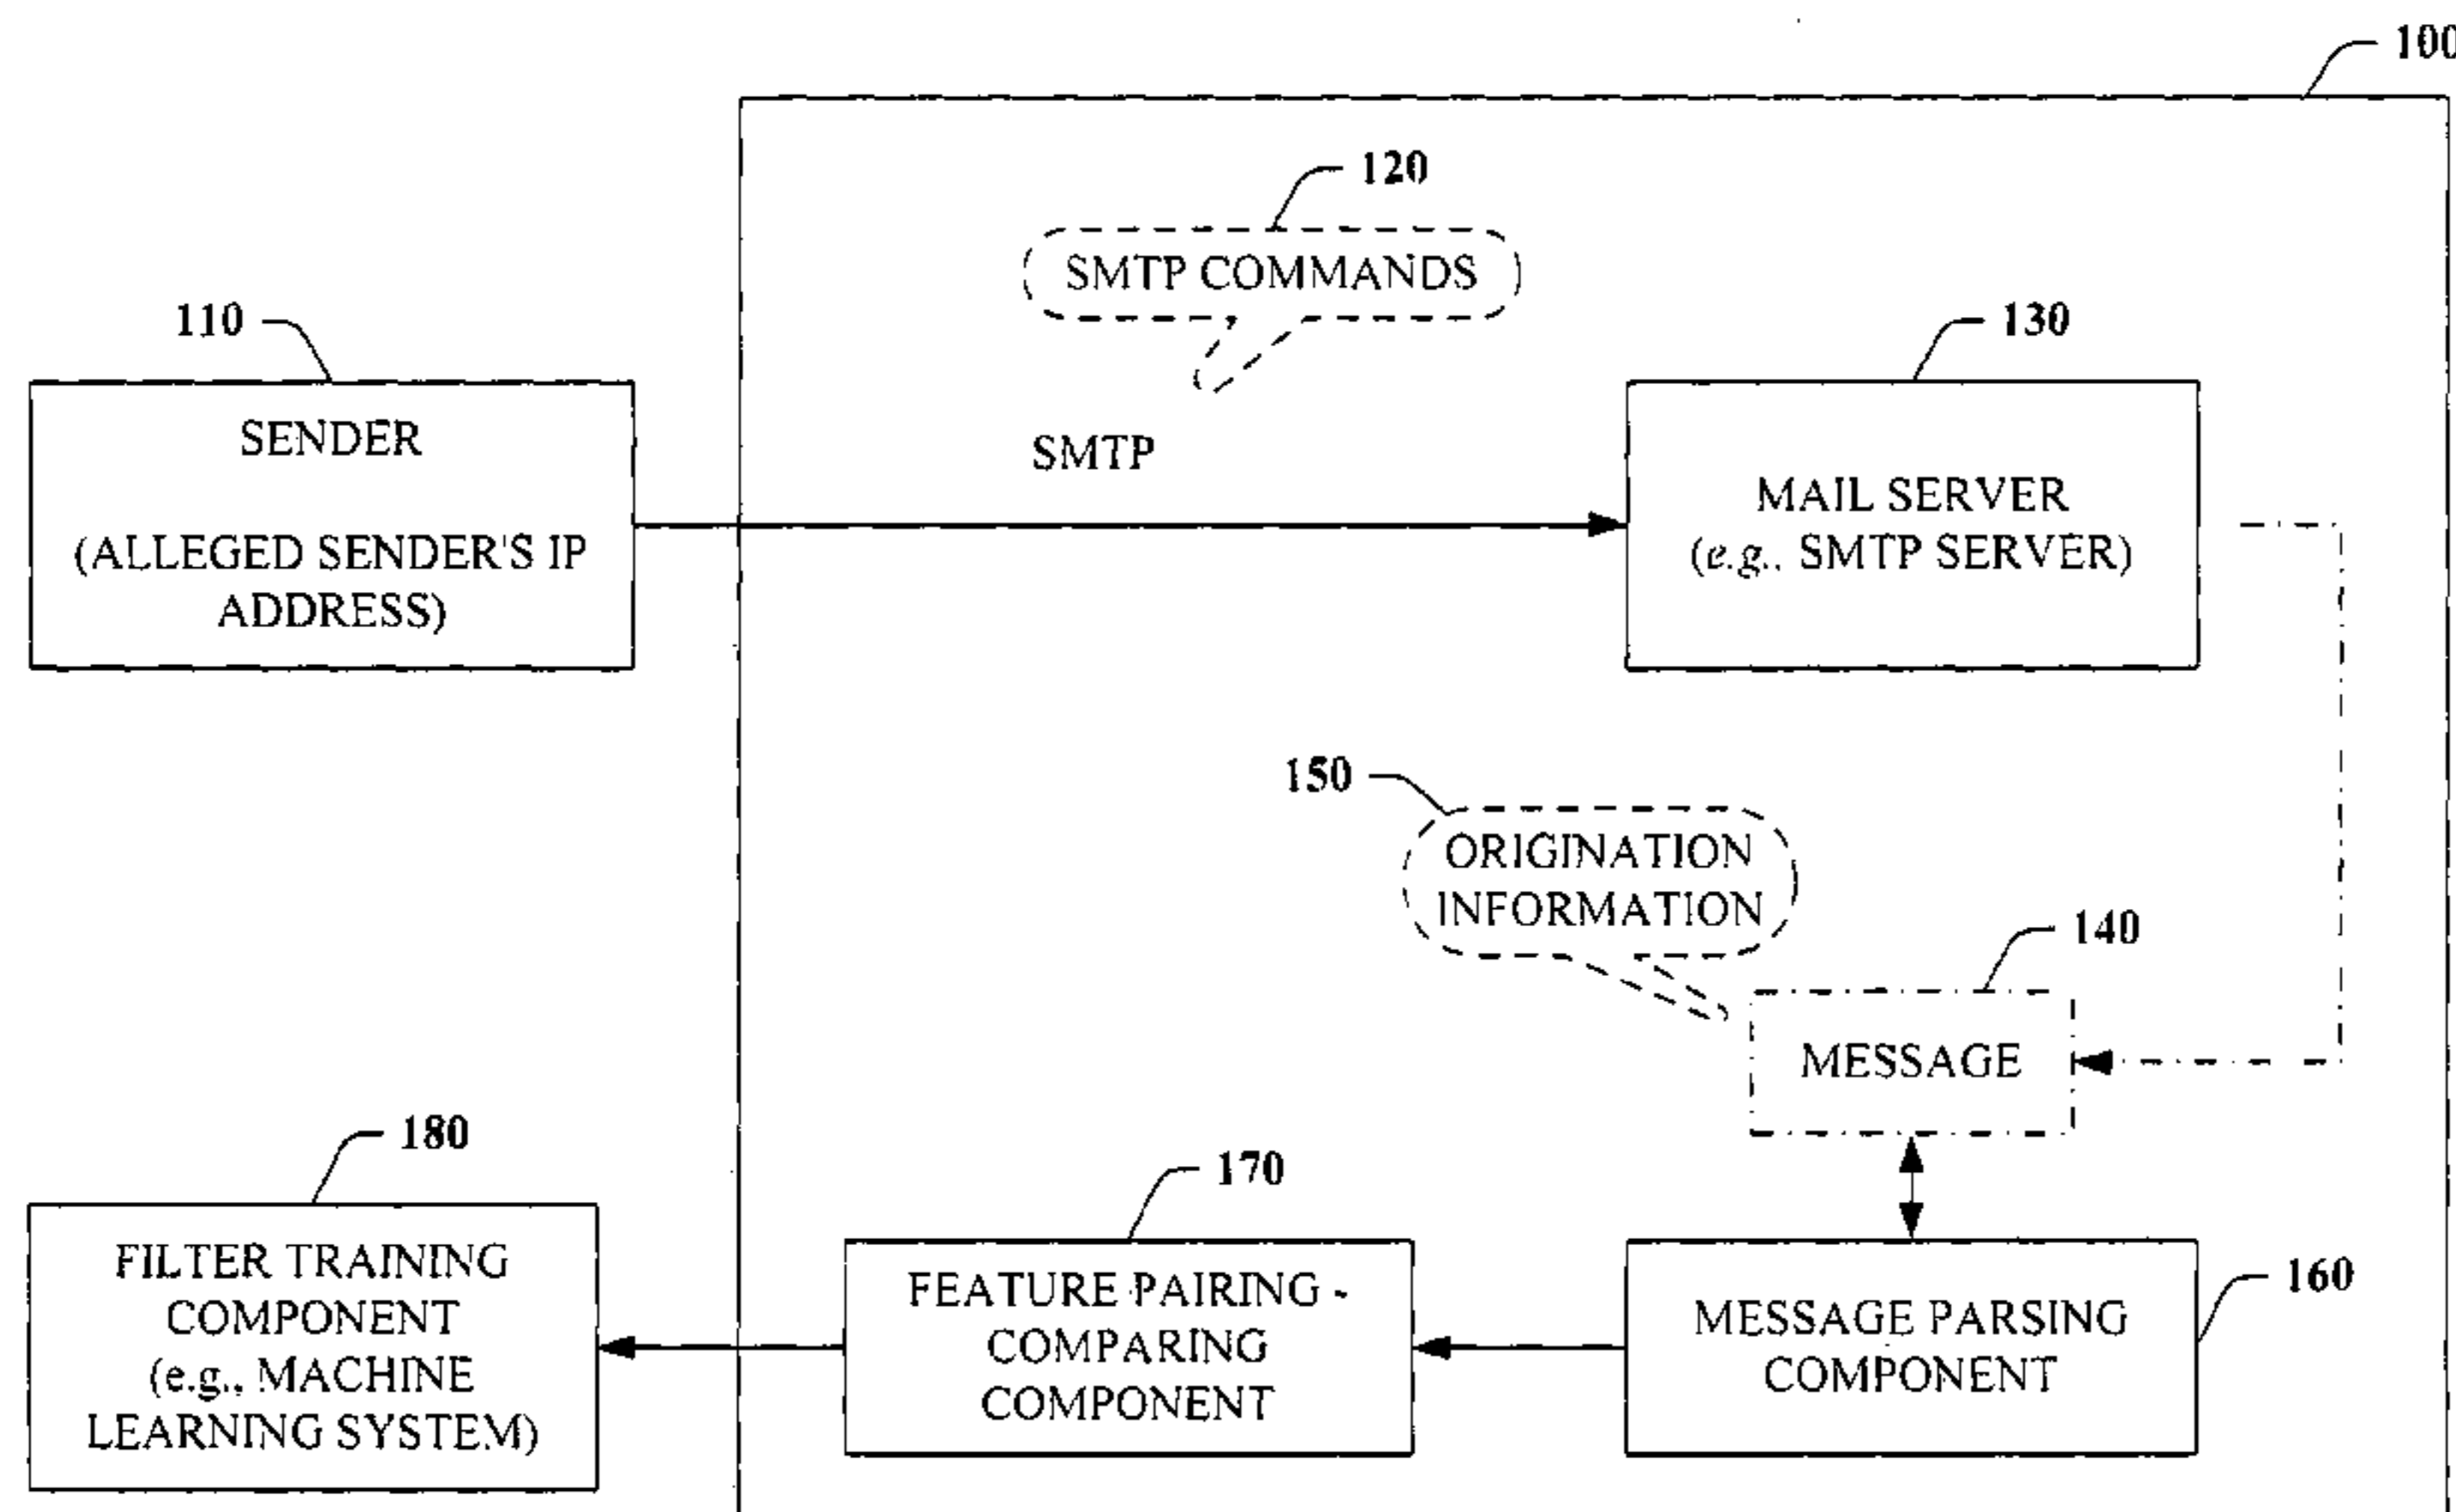 100
120
SMTP COMMANDS
110
130
SENDER
(ALLEGED SENDER'S IP
ADDRESS)
SMTP
MAIL SERVER
(e.g., SMTP SERVER)
150
ORIGINATION
INFORMATION
140
MESSAGE
180
170
FILTER TRAINING
COMPONENT
(e.g., MACHINE
LEARNING SYSTEM)
FEATURE PAIRING -
COMPARING
COMPONENT
160
MESSAGE PARSING
COMPONENT